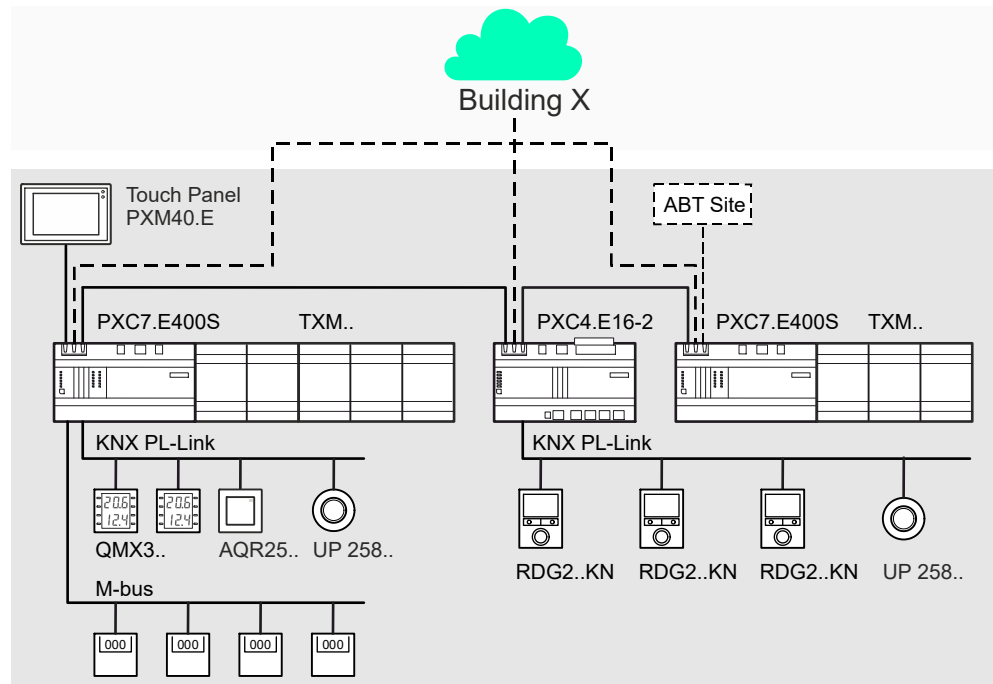 Building X
Touch Panel
PXM40.E
ABT Site
PXC7.E400S TXM.. PXC4.E16-2 PXC7.E400S TXM..
KNX PL-Link KNX PL-Link
20.6 20.6
12.4 12.4
QMX3.. AQR25.. UP 258.. RDG2..KN RDG2..KN RDG2..KN UP 258..
M-bus
000 000 000 000